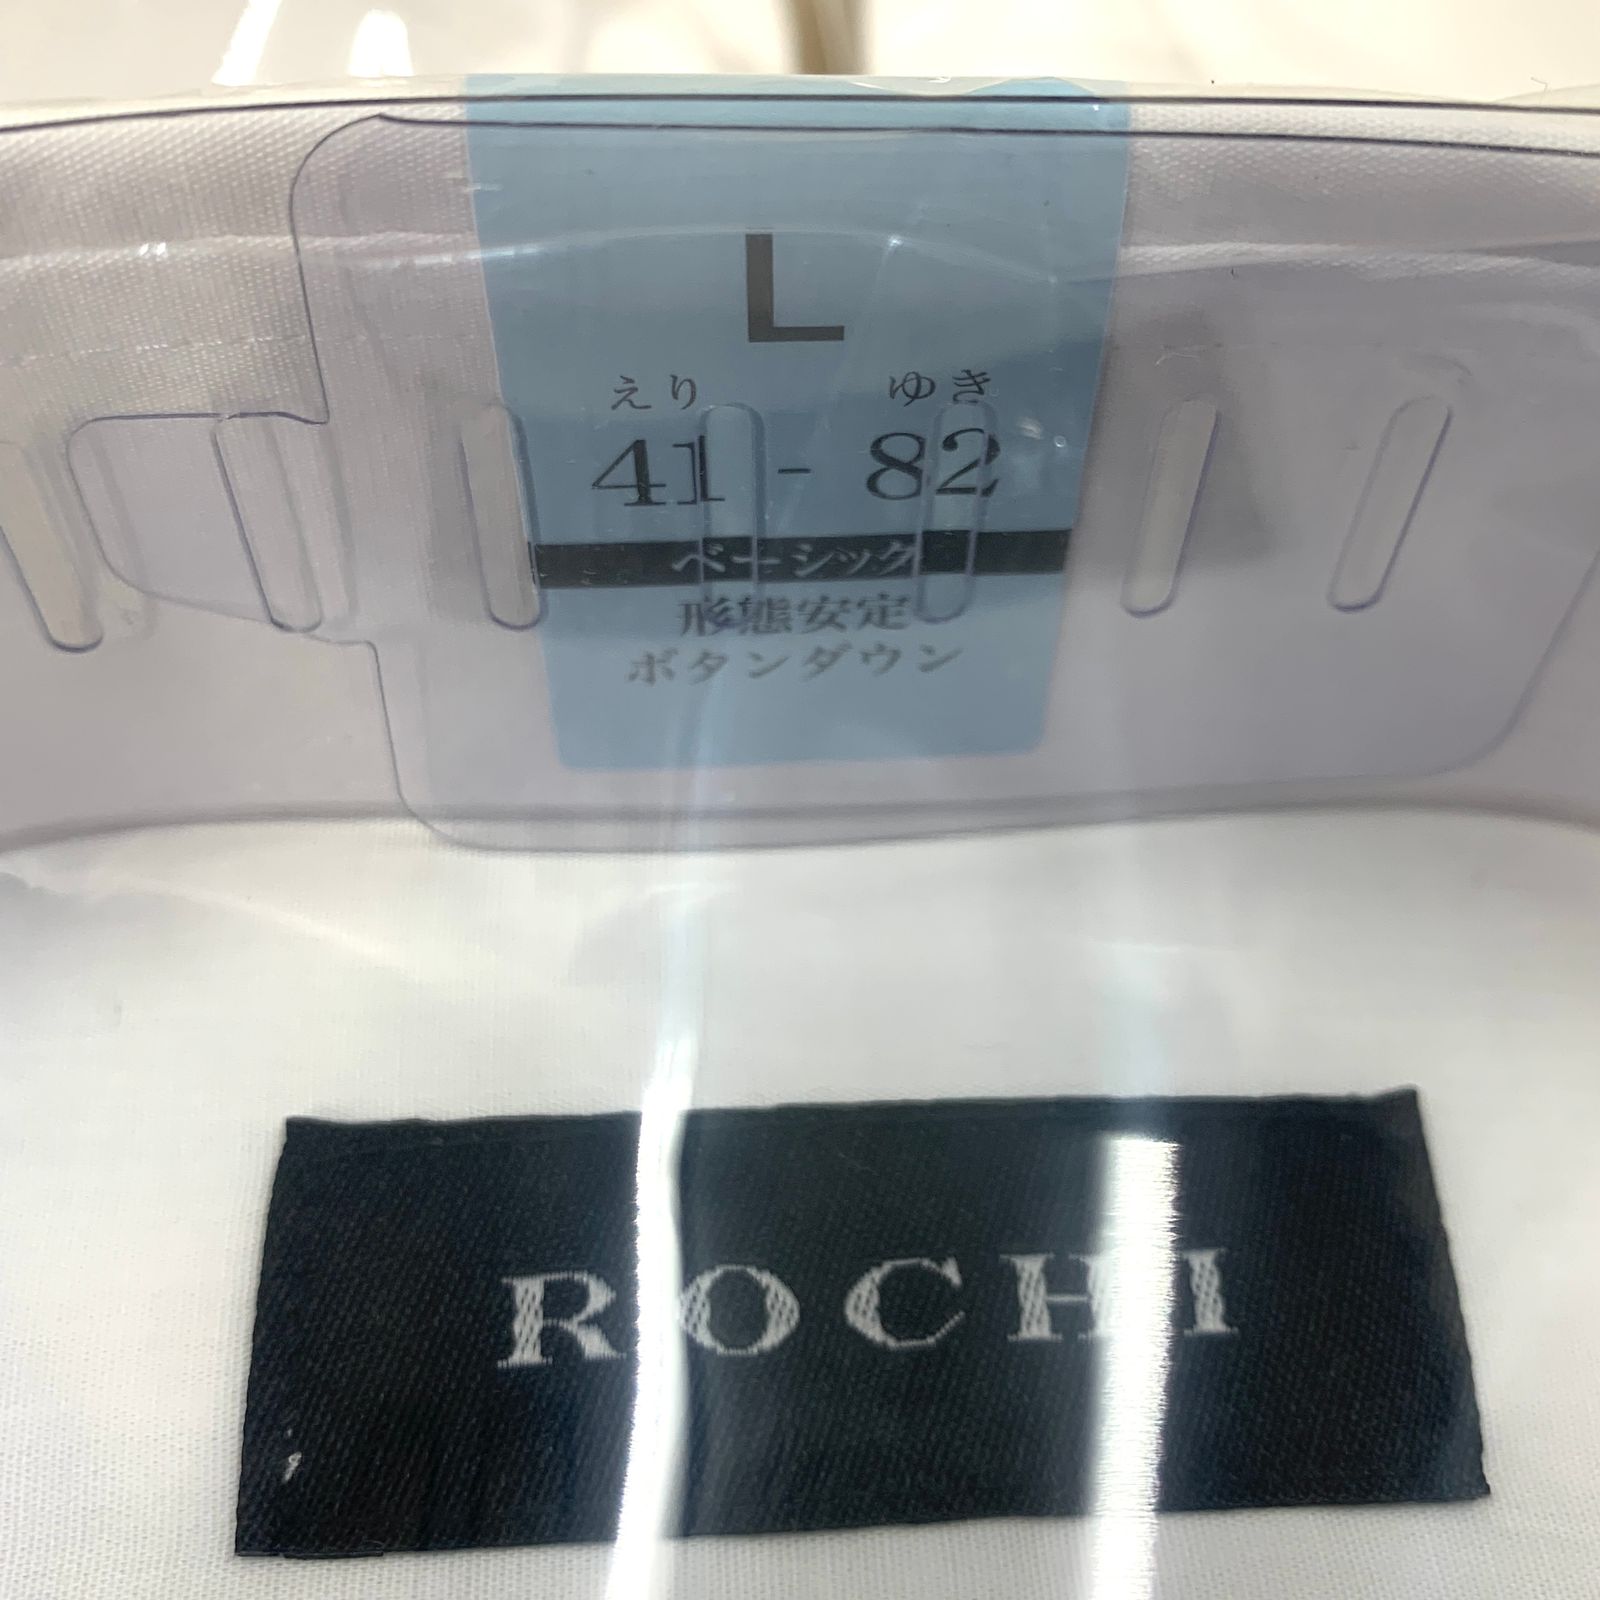 L
えり ゆき
41 - 82
ベーシック
形態安定
ボタンダウン
ROCHI